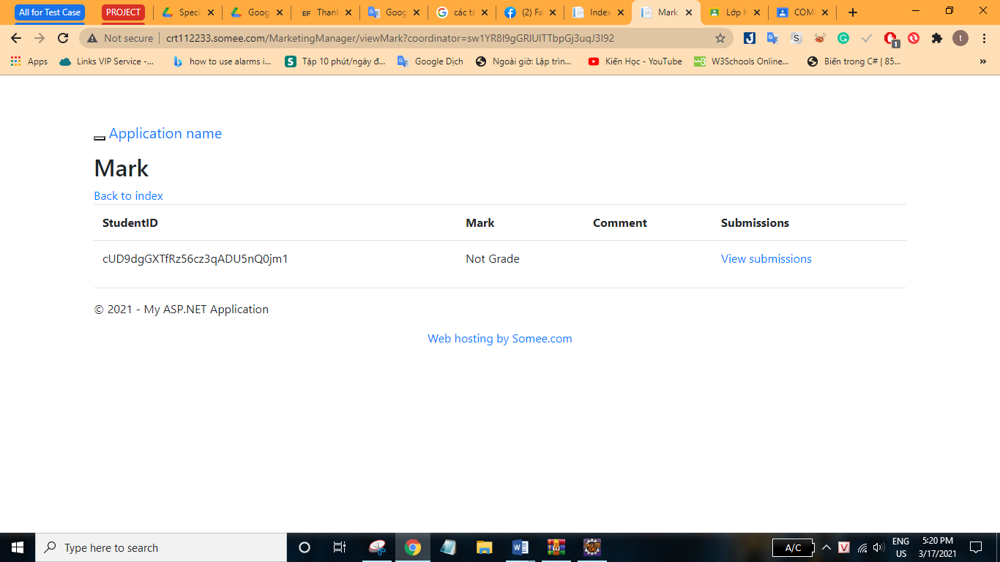 All for Test Case PROJECT Speci Goog Thank Goog các tà (2) Fa Index Mark Lớp h COM
Not secure crt112233.somee.com/MarketingManager/viewMark?coordinator=sw1YR8I9gGRIUITTbpGj3uqJ3I92
Apps Links VIP Service -... how to use alarms i... Tập 10 phút/ngày đ... Google Dịch Ngoài giờ: Lập trìn... Kiến Học - YouTube W3Schools Online... Biến trong C# | 85...
Application name
Mark
Back to index
StudentID Mark Comment Submissions
cUD9dgGXTfRz56cz3qADU5nQ0jm1 Not Grade View submissions
© 2021 - My ASP.NET Application
Web hosting by Somee.com
Type here to search A/C ENG 5:20 PM
US 3/17/2021